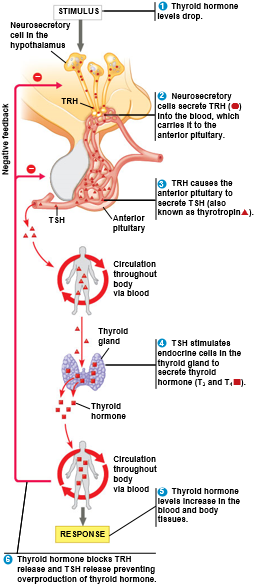 STIMULUS
1 Thyroid hormone
levels drop.
Neurosecretory
cell in the
hypothalamus
TRH
2 Neurosecretory
cells secrete TRH (●)
into the blood, which
carries it to the
anterior pituitary.
Negative feedback
3 TRH causes the
anterior pituitary to
secrete TSH (also
known as thyrotropin▲).
TSH
Anterior
pituitary
Circulation
throughout
body
via blood
Thyroid
gland
4 TSH stimulates
endocrine cells in the
thyroid gland to
secrete thyroid
hormone (T₃ and T₄■).
Thyroid
hormone
Circulation
throughout
body
via blood
5 Thyroid hormone
levels increase in the
blood and body
tissues.
RESPONSE
6 Thyroid hormone blocks TRH
release and TSH release preventing
overproduction of thyroid hormone.